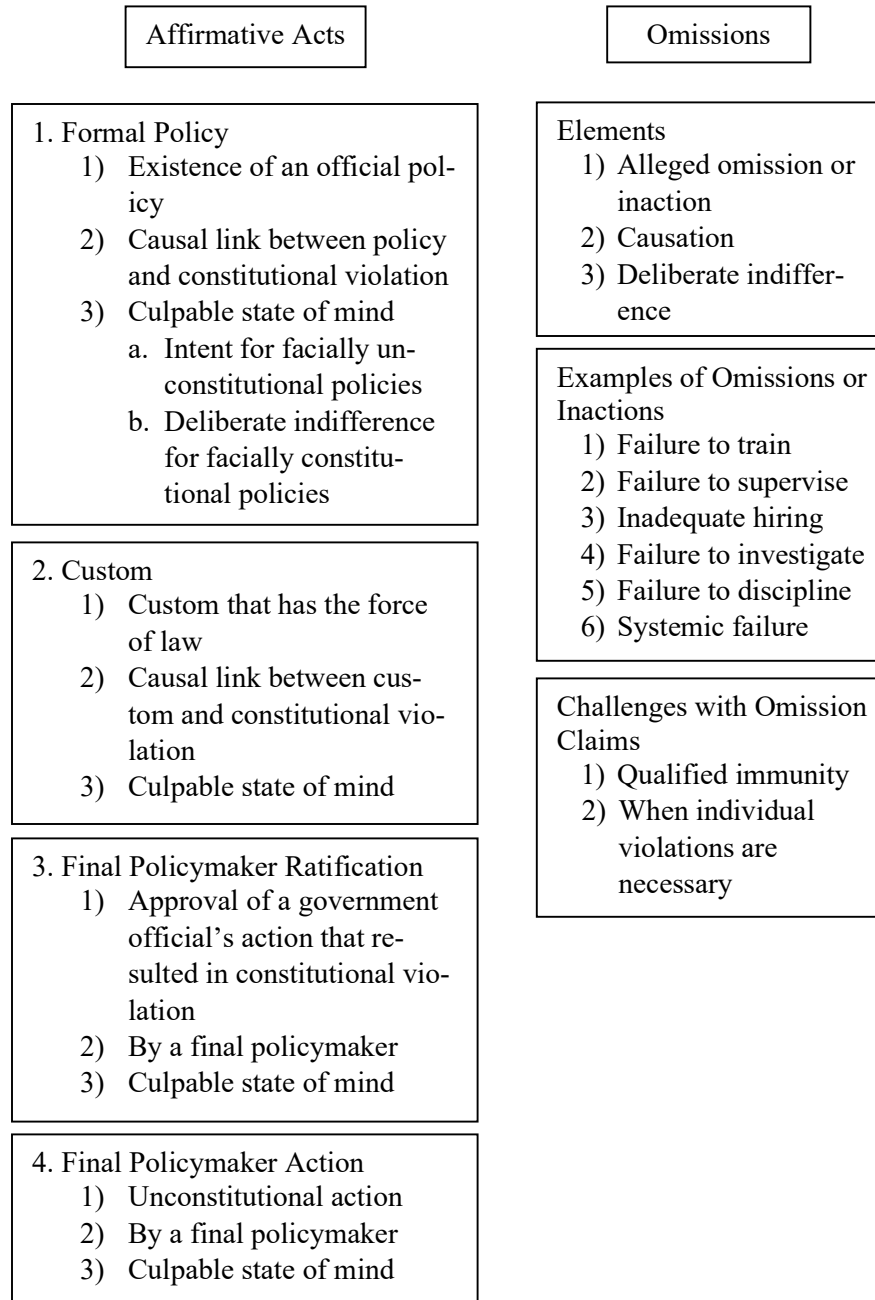 Affirmative Acts
1. Formal Policy
1) Existence of an official pol-
icy
2) Causal link between policy
and constitutional violation
3) Culpable state of mind
a. Intent for facially un-
constitutional policies
b. Deliberate indifference
for facially constitu-
tional policies
2. Custom
1) Custom that has the force
of law
2) Causal link between cus-
tom and constitutional vio-
lation
3) Culpable state of mind
3. Final Policymaker Ratification
1) Approval of a government
official’s action that re-
sulted in constitutional vio-
lation
2) By a final policymaker
3) Culpable state of mind
4. Final Policymaker Action
1) Unconstitutional action
2) By a final policymaker
3) Culpable state of mind
Omissions
Elements
1) Alleged omission or
inaction
2) Causation
3) Deliberate indiffer-
ence
Examples of Omissions or
Inactions
1) Failure to train
2) Failure to supervise
3) Inadequate hiring
4) Failure to investigate
5) Failure to discipline
6) Systemic failure
Challenges with Omission
Claims
1) Qualified immunity
2) When individual
violations are
necessary